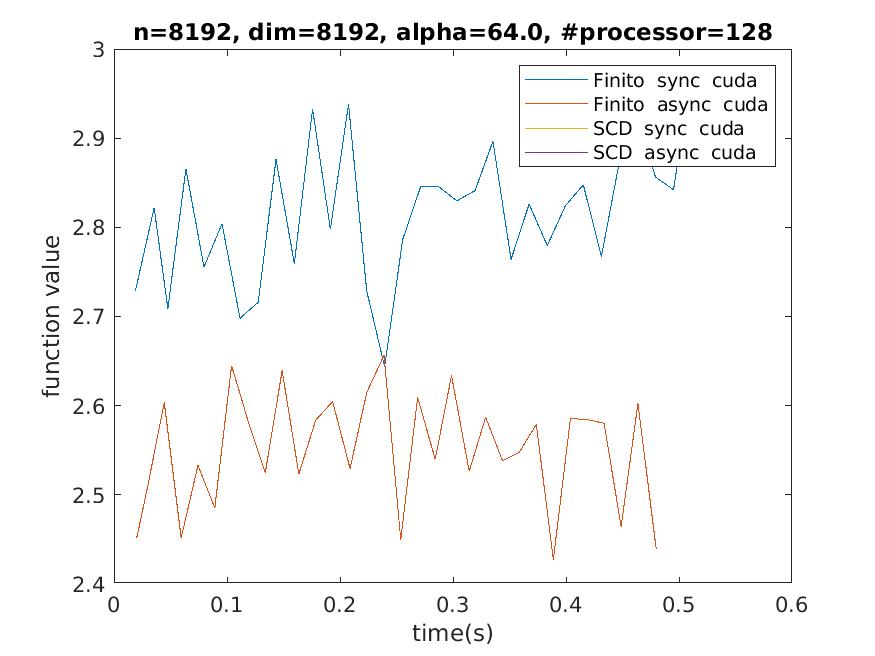 n=8192, dim=8192, alpha=64.0, #processor=128
3
2.9
2.8
2.7
2.6
2.5
2.4
function value
Finito sync cuda
Finito async cuda
SCD sync cuda
SCD async cuda
0 0.1 0.2 0.3 0.4 0.5 0.6
time(s)